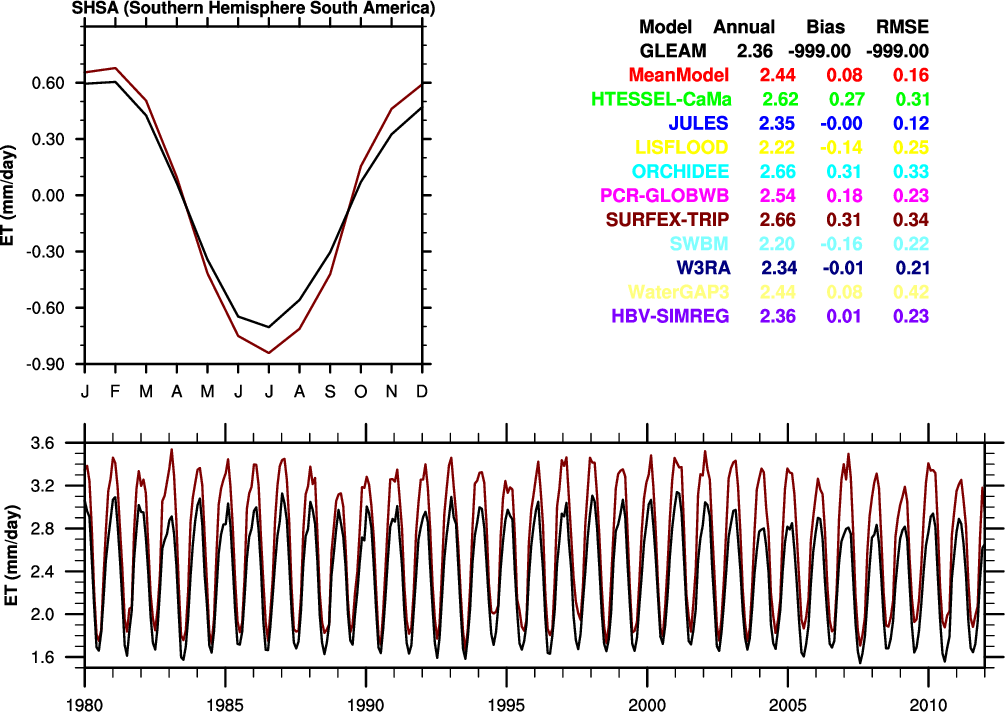 SHSA (Southern Hemisphere South America)
Model Annual Bias RMSE
GLEAM 2.36 -999.00 -999.00
MeanModel 2.44 0.08 0.16
HTESSEL-CaMa 2.62 0.27 0.31
JULES 2.35 -0.00 0.12
LISFLOOD 2.22 -0.14 0.25
ORCHIDEE 2.66 0.31 0.33
PCR-GLOBWB 2.54 0.18 0.23
SURFEX-TRIP 2.66 0.31 0.34
SWBM 2.20 -0.16 0.22
W3RA 2.34 -0.01 0.21
WaterGAP3 2.44 0.08 0.42
HBV-SIMREG 2.36 0.01 0.23
ET (mm/day)
0.60
0.30
0.00
-0.30
-0.60
-0.90
J F M A M J J A S O N D
ET (mm/day)
3.6
3.2
2.8
2.4
2.0
1.6
1980 1985 1990 1995 2000 2005 2010